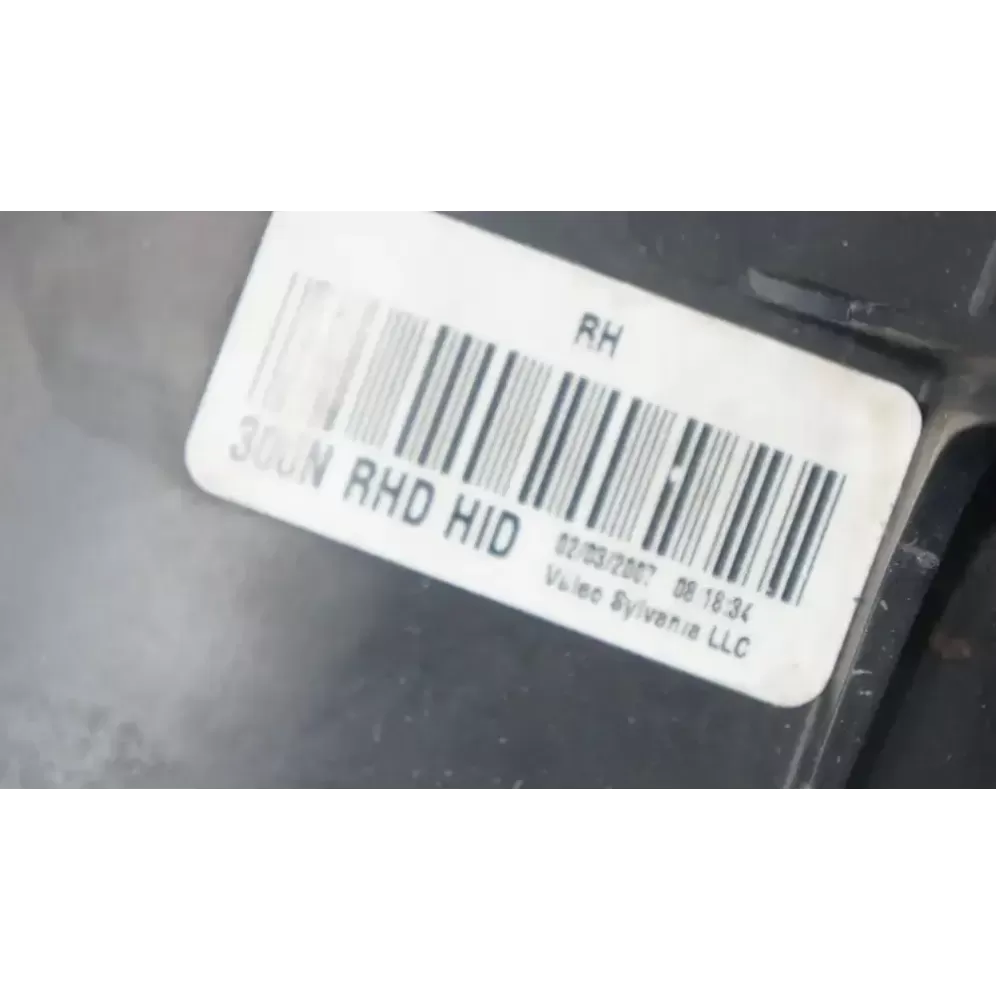 RH
300N RHD HID
02/03/2007 08:18:34
Valeo Sylvania LLC